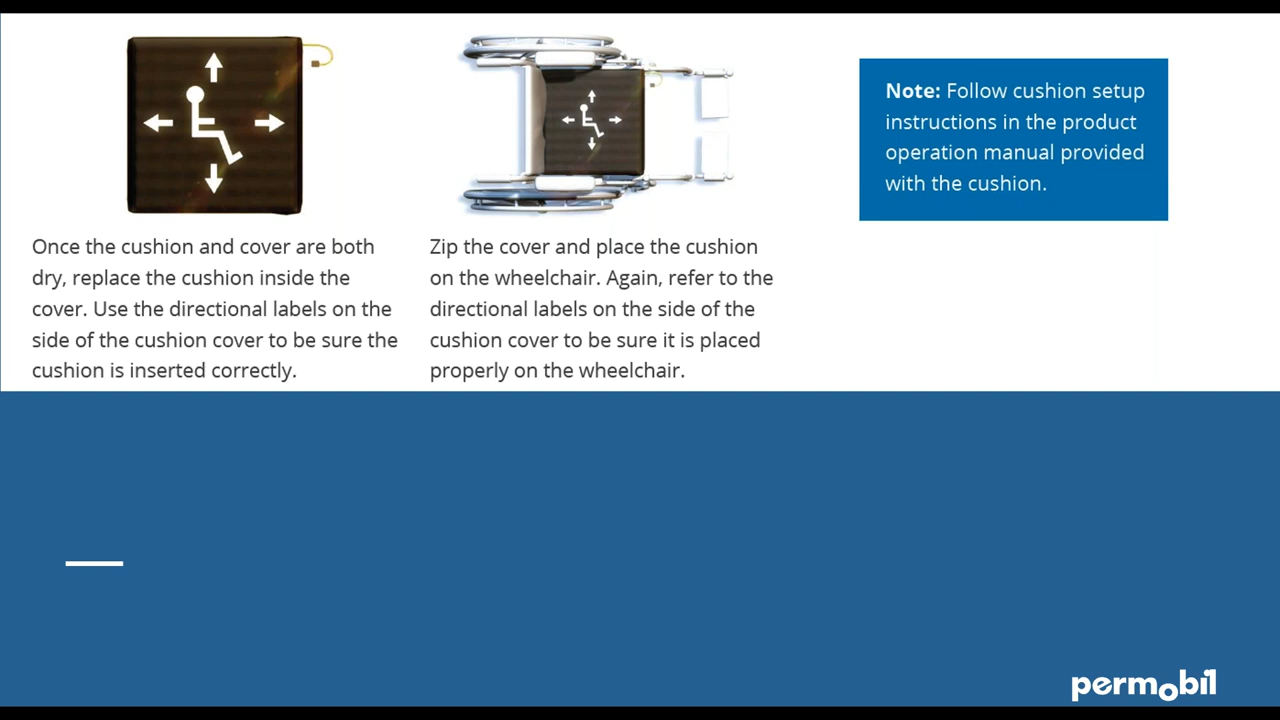 Once the cushion and cover are both
dry, replace the cushion inside the
cover. Use the directional labels on the
side of the cushion cover to be sure the
cushion is inserted correctly.
Zip the cover and place the cushion
on the wheelchair. Again, refer to the
directional labels on the side of the
cushion cover to be sure it is placed
properly on the wheelchair.
Note: Follow cushion setup
instructions in the product
operation manual provided
with the cushion.
permobil